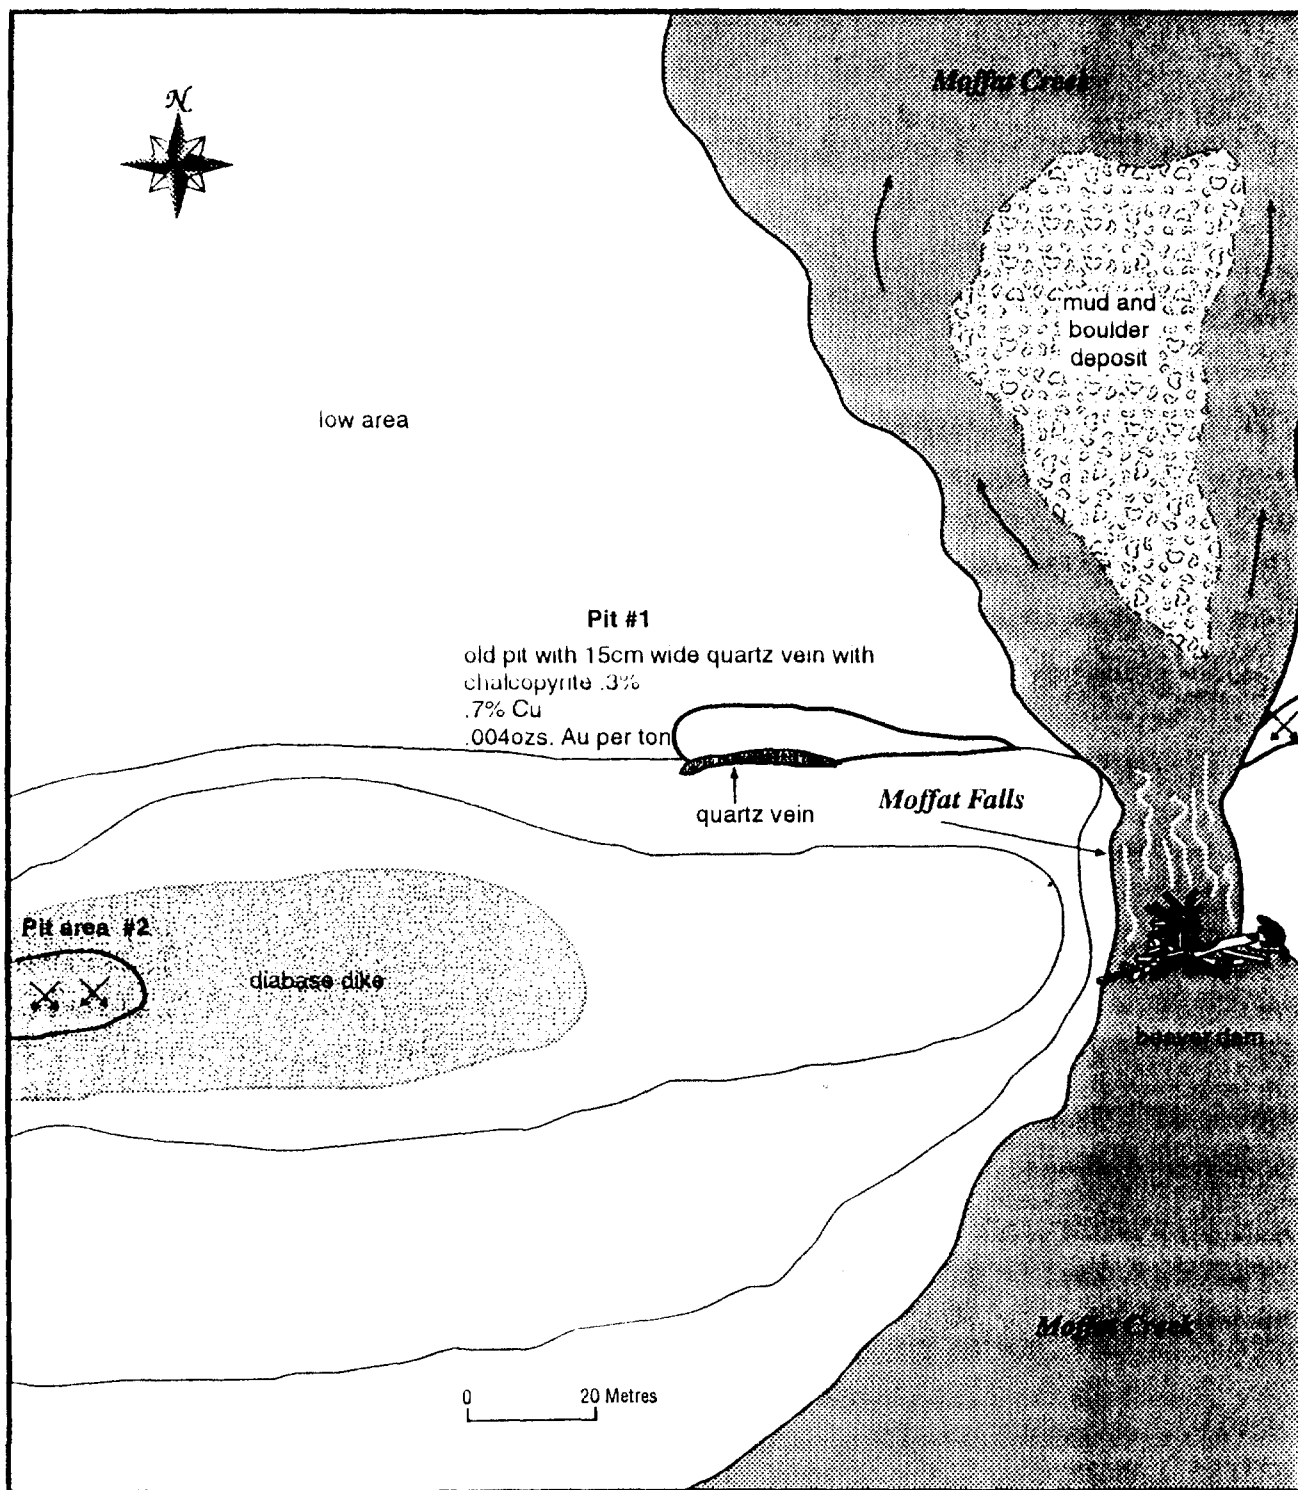 Moffat Creek
N
mud and
boulder
deposit
low area
Pit #1
old pit with 15cm wide quartz vein with
chalcopyrite .3%
.7% Cu
.004ozs. Au per ton
quartz vein
Moffat Falls
Pit area #2
diabase dike
beaver dam
Moffat Creek
0 20 Metres